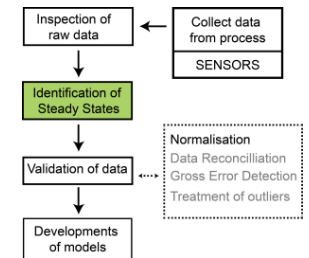 Inspection of
raw data
Collect data
from process
SENSORS
Identification of
Steady States
Normalisation
Data Reconcilliation
Gross Error Detection
Treatment of outliers
Validation of data
Developments
of models